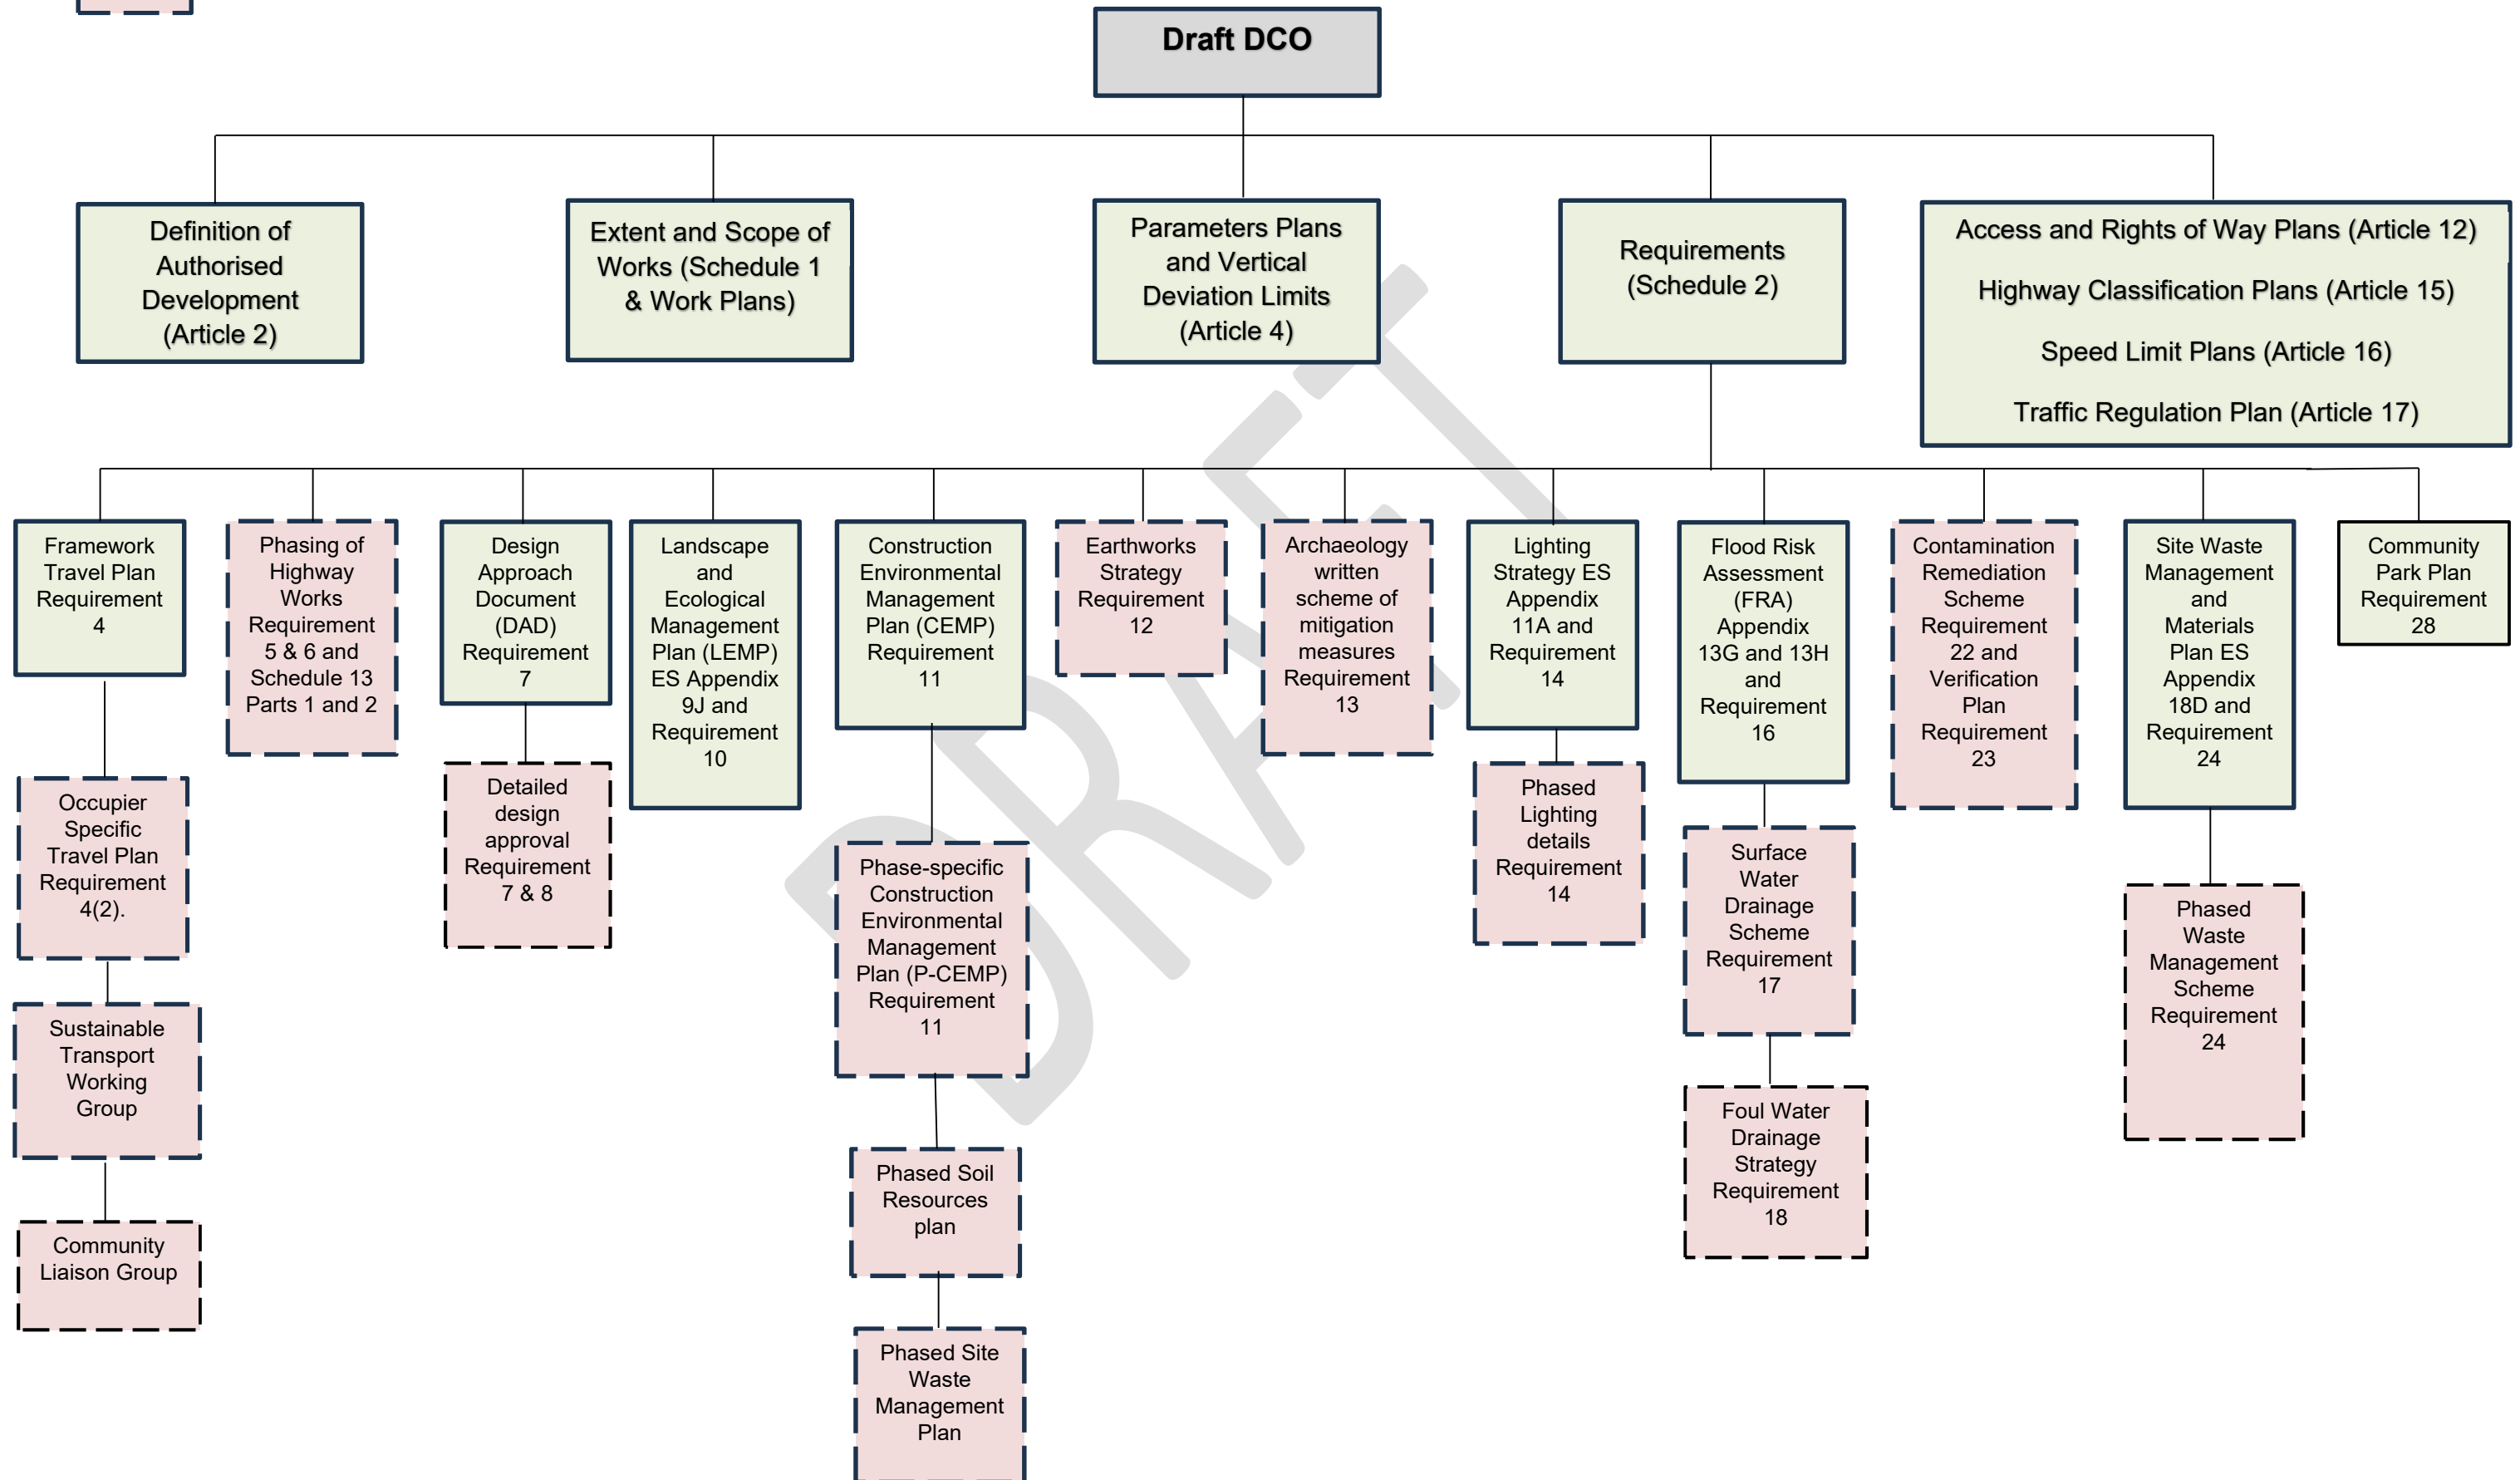 Draft DCO
Definition of
Authorised
Development
(Article 2)
Extent and Scope of
Works (Schedule 1
& Work Plans)
Parameters Plans
and Vertical
Deviation Limits
(Article 4)
Requirements
(Schedule 2)
Access and Rights of Way Plans (Article 12)
Highway Classification Plans (Article 15)
Speed Limit Plans (Article 16)
Traffic Regulation Plan (Article 17)
Framework
Travel Plan
Requirement
4
Phasing of
Highway
Works
Requirement
5 & 6 and
Schedule 13
Parts 1 and 2
Design
Approach
Document
(DAD)
Requirement
7
Landscape
and
Ecological
Management
Plan (LEMP)
ES Appendix
9J and
Requirement
10
Construction
Environmental
Management
Plan (CEMP)
Requirement
11
Earthworks
Strategy
Requirement
12
Archaeology
written
scheme of
mitigation
measures
Requirement
13
Lighting
Strategy ES
Appendix
11A and
Requirement
14
Flood Risk
Assessment
(FRA)
Appendix
13G and 13H
and
Requirement
16
Contamination
Remediation
Scheme
Requirement
22 and
Verification
Plan
Requirement
23
Site Waste
Management
and
Materials
Plan ES
Appendix
18D and
Requirement
24
Community
Park Plan
Requirement
28
Occupier
Specific
Travel Plan
Requirement
4(2).
Detailed
design
approval
Requirement
7 & 8
Phase-specific
Construction
Environmental
Management
Plan (P-CEMP)
Requirement
11
Phased
Lighting
details
Requirement
14
Surface
Water
Drainage
Scheme
Requirement
17
Phased
Waste
Management
Scheme
Requirement
24
Sustainable
Transport
Working
Group
Phased Soil
Resources
plan
Foul Water
Drainage
Strategy
Requirement
18
Community
Liaison Group
Phased Site
Waste
Management
Plan
DRAFT